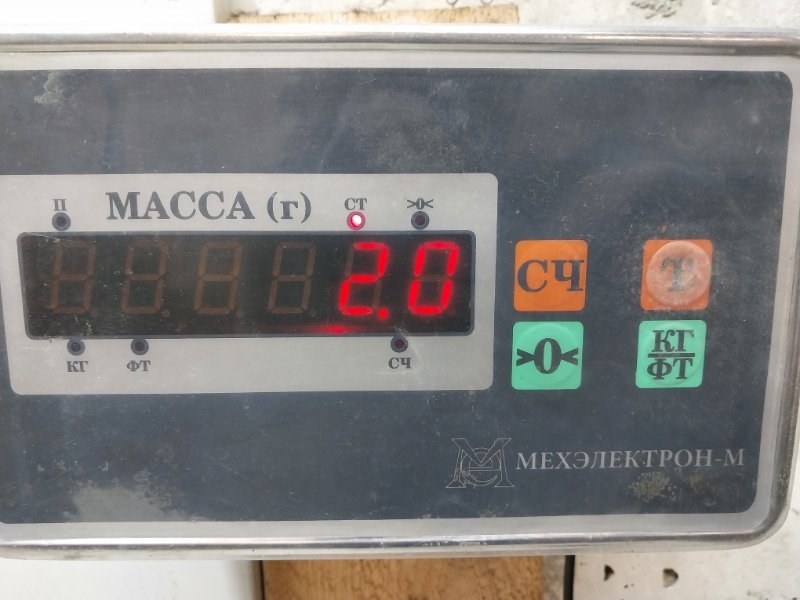 П МАССА (г) СТ >0<
2.0
КГ ФТ СЧ
СЧ Т
>0< КГ
ФТ
МЕХЭЛЕКТРОН-М